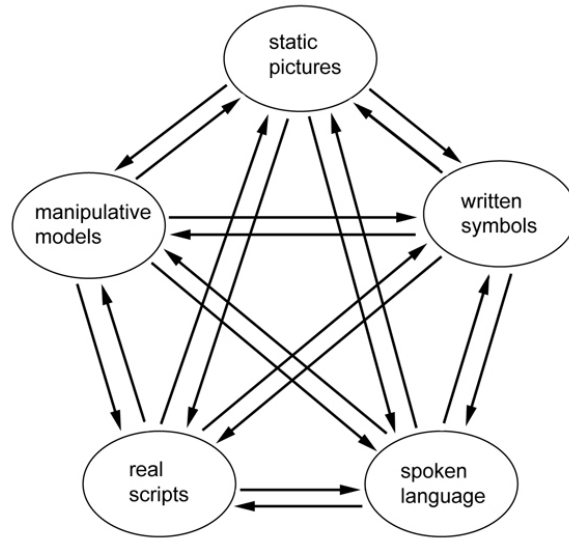 static
pictures
manipulative
models
written
symbols
real
scripts
spoken
language